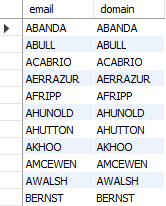 email domain
ABANDA ABANDA
ABULL ABULL
ACABRIO ACABRIO
AERRAZUR AERRAZUR
AFRIPP AFRIPP
AHUNOLD AHUNOLD
AHUTTON AHUTTON
AKHOO AKHOO
AMCEWEN AMCEWEN
AWALSH AWALSH
BERNST BERNST